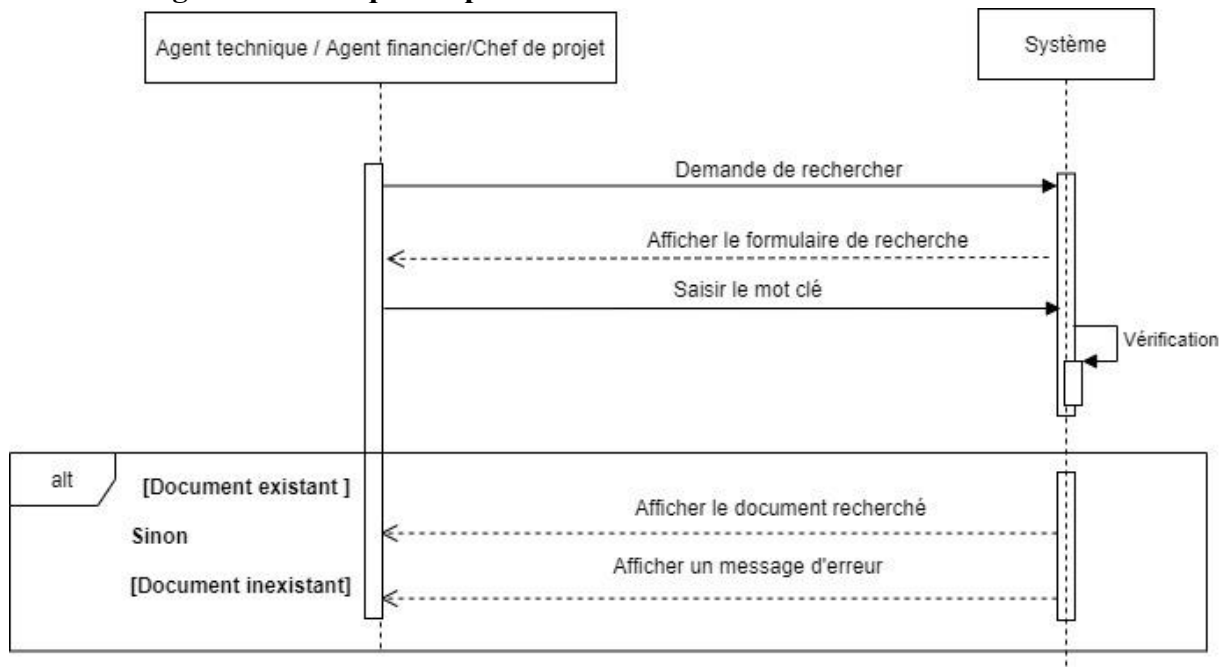 Agent technique / Agent financier/Chef de projet
Système
Demande de rechercher
Afficher le formulaire de recherche
Saisir le mot clé
Vérification
alt
[Document existant ]
Afficher le document recherché
Sinon
Afficher un message d'erreur
[Document inexistant]